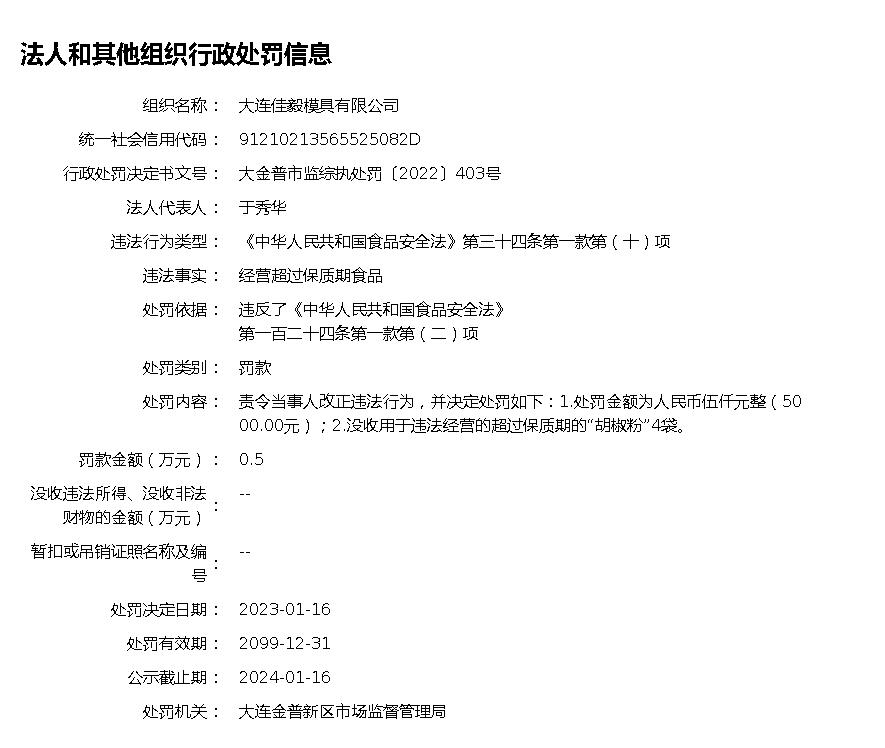 法人和其他组织行政处罚信息
组织名称： 大连佳毅模具有限公司
统一社会信用代码： 91210213565525082D
行政处罚决定书文号： 大金普市监综执处罚〔2022〕403号
法人代表人： 于秀华
违法行为类型： 《中华人民共和国食品安全法》第三十四条第一款第（十）项
违法事实： 经营超过保质期食品
处罚依据： 违反了《中华人民共和国食品安全法》
第一百二十四条第一款第（二）项
处罚类别： 罚款
处罚内容： 责令当事人改正违法行为，并决定处罚如下：1.处罚金额为人民币伍仟元整（50
00.00元）；2.没收用于违法经营的超过保质期的“胡椒粉”4袋。
罚款金额（万元）： 0.5
没收违法所得、没收非法
财物的金额（万元）： --
暂扣或吊销证照名称及编
号： --
处罚决定日期： 2023-01-16
处罚有效期： 2099-12-31
公示截止期： 2024-01-16
处罚机关： 大连金普新区市场监督管理局